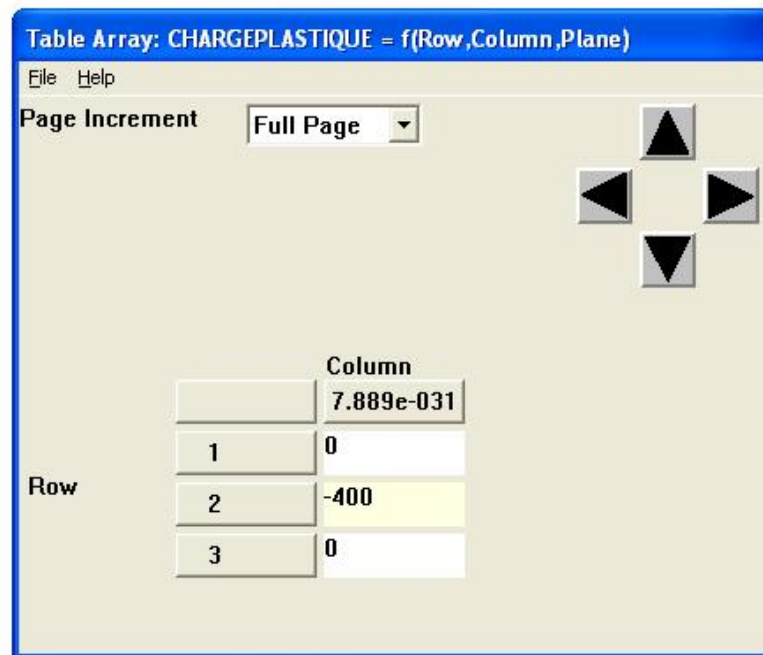 Table Array: CHARGEPLASTIQUE = f(Row,Column,Plane)
File Help
Page Increment Full Page
Column
7.889e-031
1 0
Row
2 -400
3 0